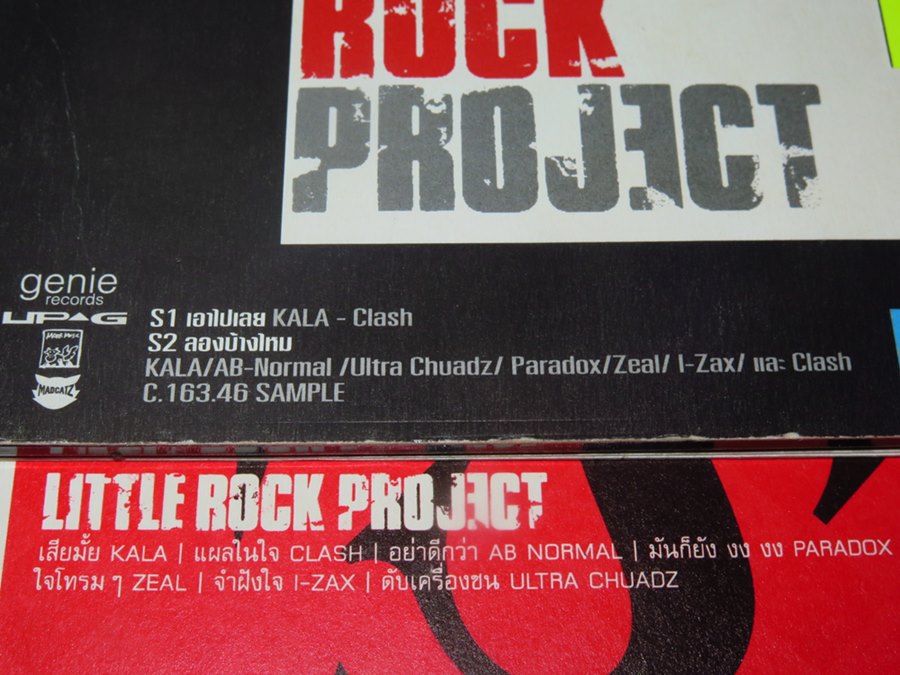 ROCK
PROJECT
genie
records
UP▲G
S1 เอาไปเลย KALA - Clash
S2 ลองบ้างไหม
KALA/AB-Normal /Ultra Chuadz/ Paradox/Zeal/ I-Zax/ และ Clash
MADCATZ
C.163.46 SAMPLE
LITTLE ROCK PROJECT
เสียมั้ย KALA | แผลในใจ CLASH | อย่าดีกว่า AB NORMAL | มันก็ยัง งง งง PARADOX
ใจโทรม ๆ ZEAL | จำฝังใจ I-ZAX | ดับเครื่องชน ULTRA CHUADZ